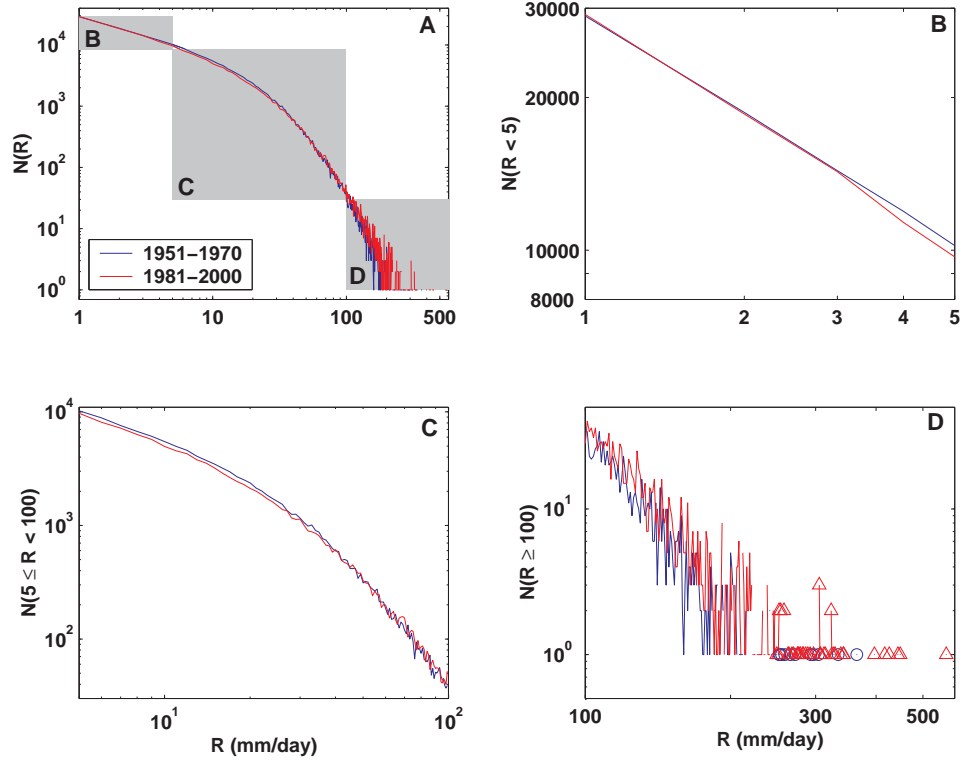 A
B
C
D
N(R)
10^4
10^3
10^2
10^1
10^0
1951−1970
1981−2000
1 10 100 500
B
N(R < 5)
30000
20000
10000
8000
1 2 3 4 5
C
N(5 ≤ R < 100)
10^4
10^3
10^2
10^1 10^2
R (mm/day)
D
N(R ≥ 100)
10^1
10^0
100 200 300 500
R (mm/day)